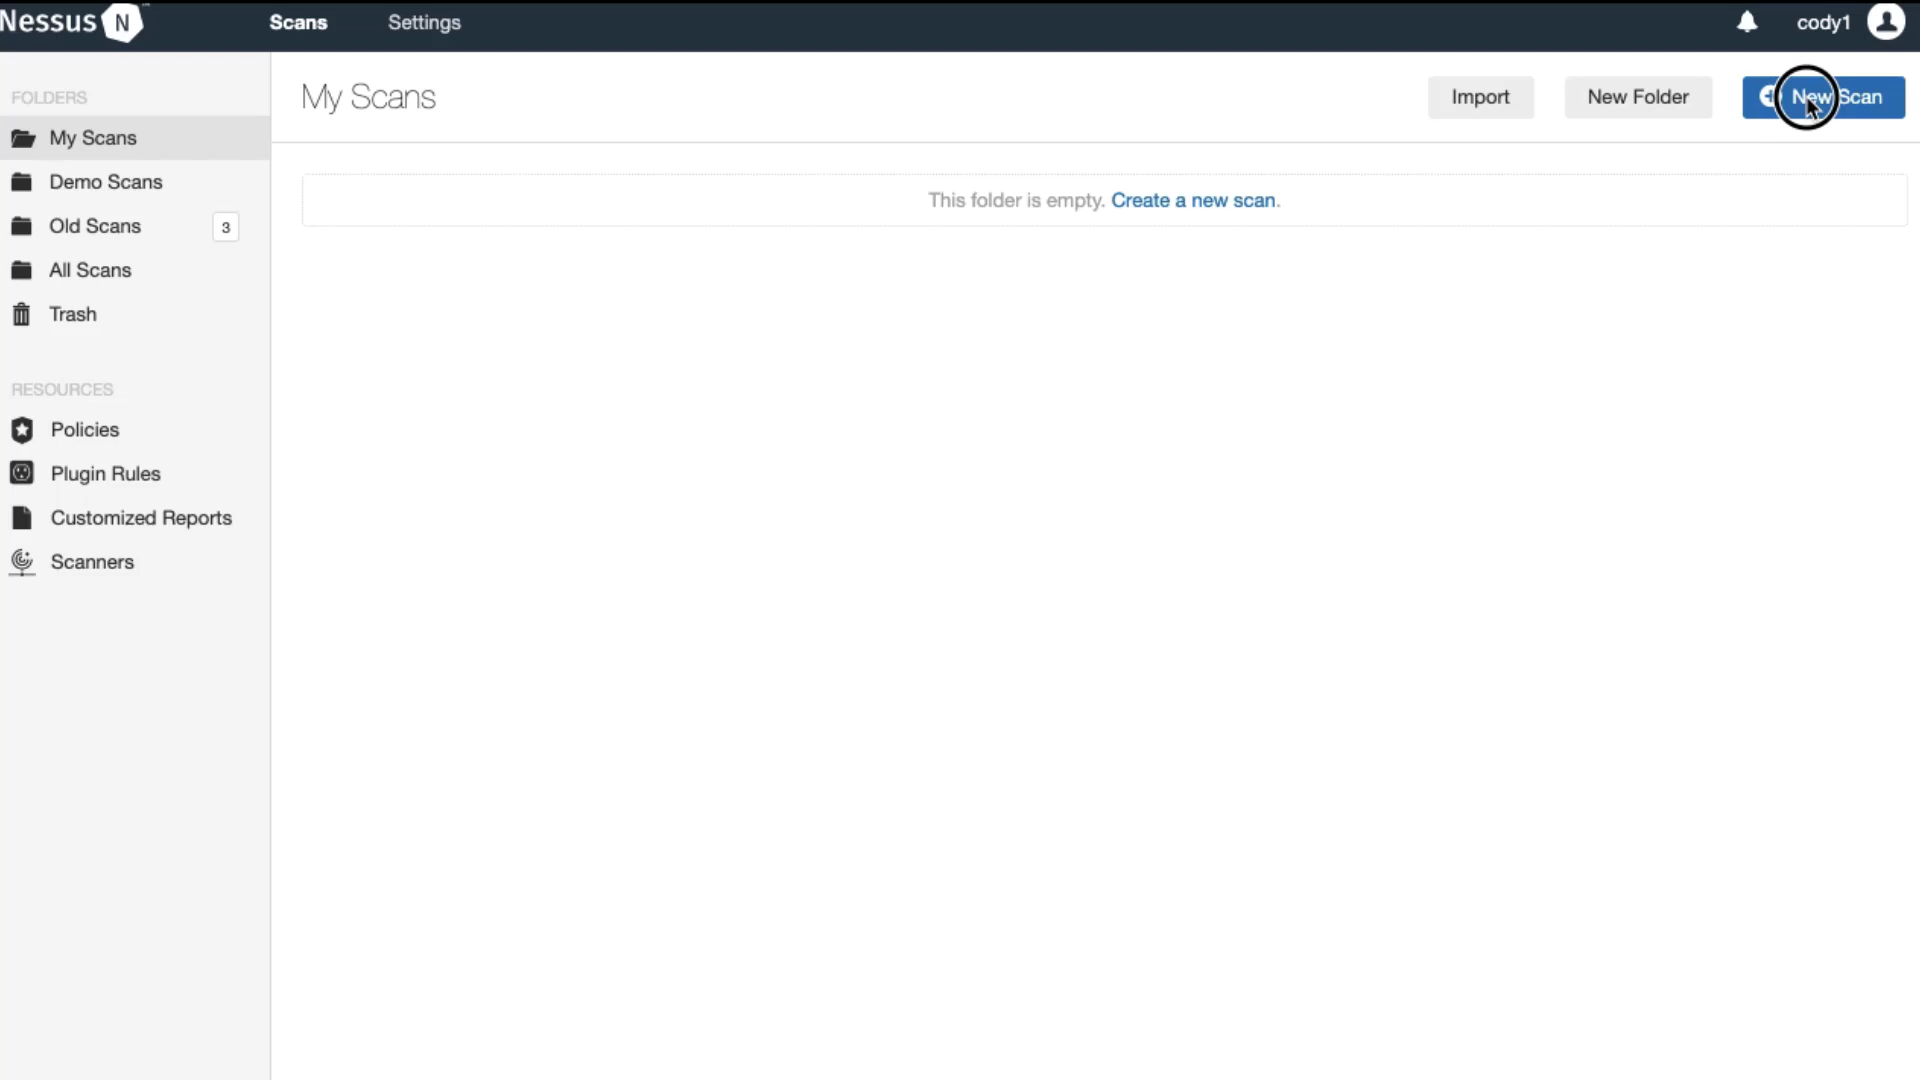 Nessus N
Scans
Settings
cody1
FOLDERS
My Scans
Demo Scans
Old Scans
3
All Scans
Trash
RESOURCES
Policies
Plugin Rules
Customized Reports
Scanners
My Scans
Import
New Folder
New Scan
This folder is empty. Create a new scan.